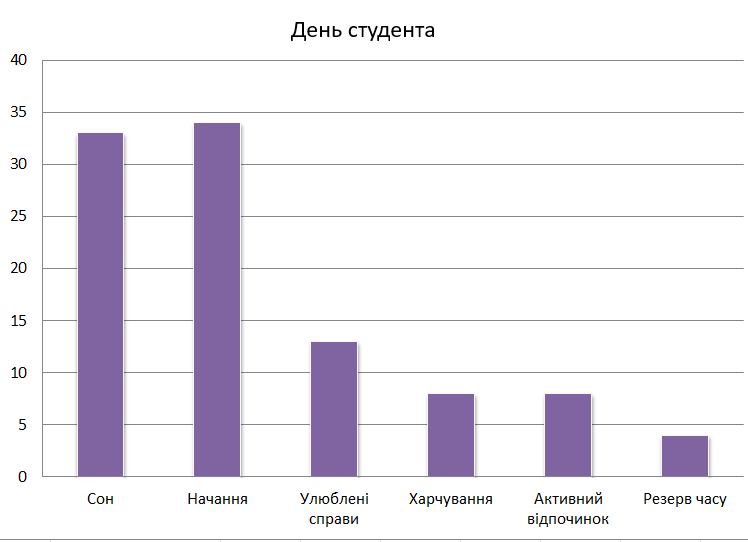 День студента
40
35
30
25
20
15
10
5
0
Сон
Начання
Улюблені
справи
Харчування
Активний
відпочинок
Резерв часу